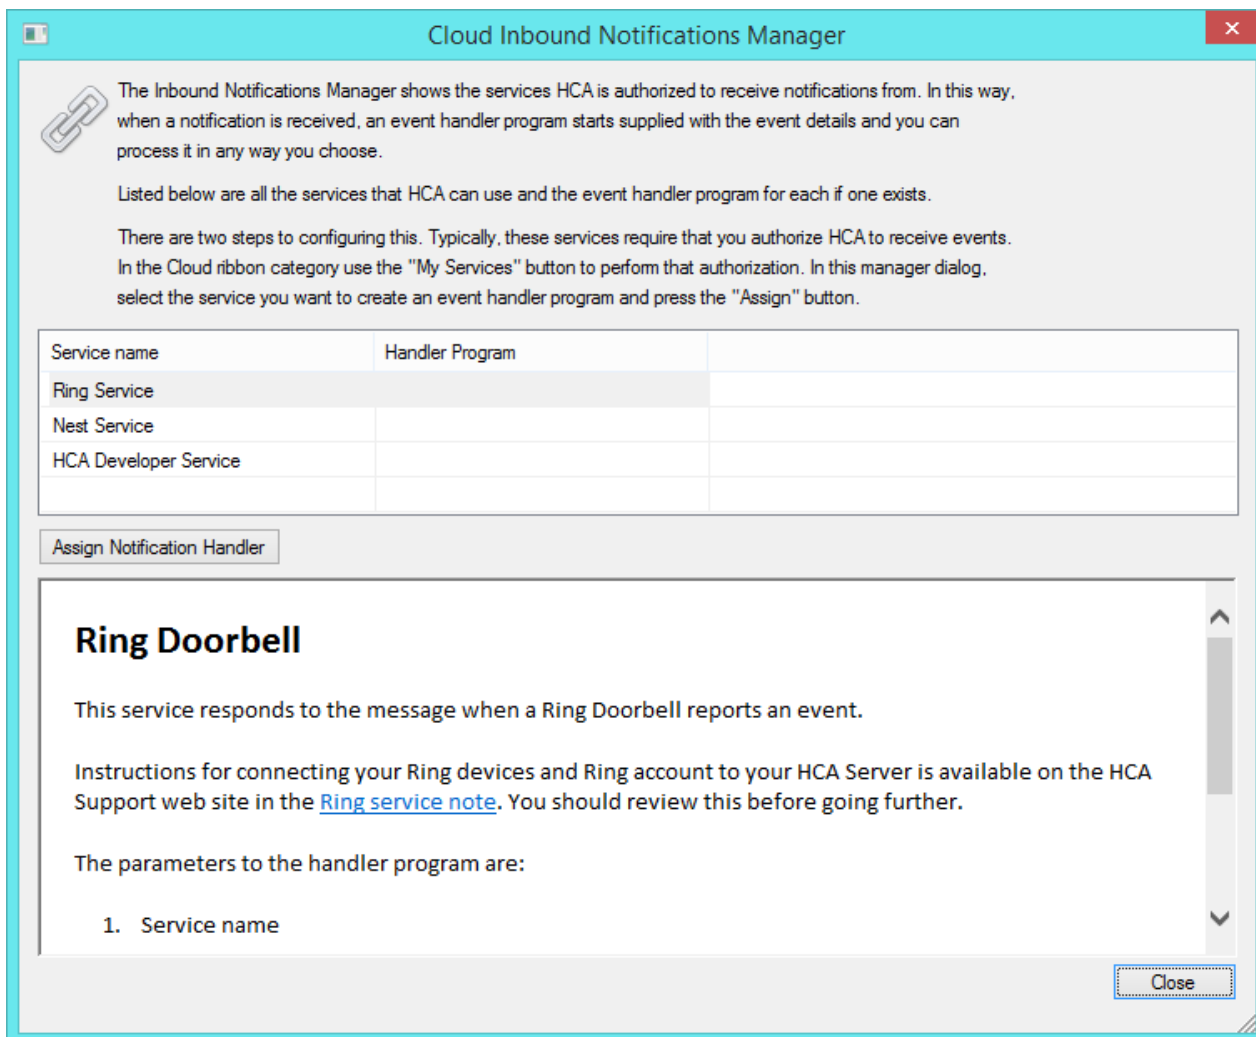 Cloud Inbound Notifications Manager
The Inbound Notifications Manager shows the services HCA is authorized to receive notifications from. In this way,
when a notification is received, an event handler program starts supplied with the event details and you can
process it in any way you choose.
Listed below are all the services that HCA can use and the event handler program for each if one exists.
There are two steps to configuring this. Typically, these services require that you authorize HCA to receive events.
In the Cloud ribbon category use the "My Services" button to perform that authorization. In this manager dialog,
select the service you want to create an event handler program and press the "Assign" button.
Service name Handler Program
Ring Service
Nest Service
HCA Developer Service
Assign Notification Handler
Ring Doorbell
This service responds to the message when a Ring Doorbell reports an event.
Instructions for connecting your Ring devices and Ring account to your HCA Server is available on the HCA
Support web site in the Ring service note. You should review this before going further.
The parameters to the handler program are:
1. Service name
Close